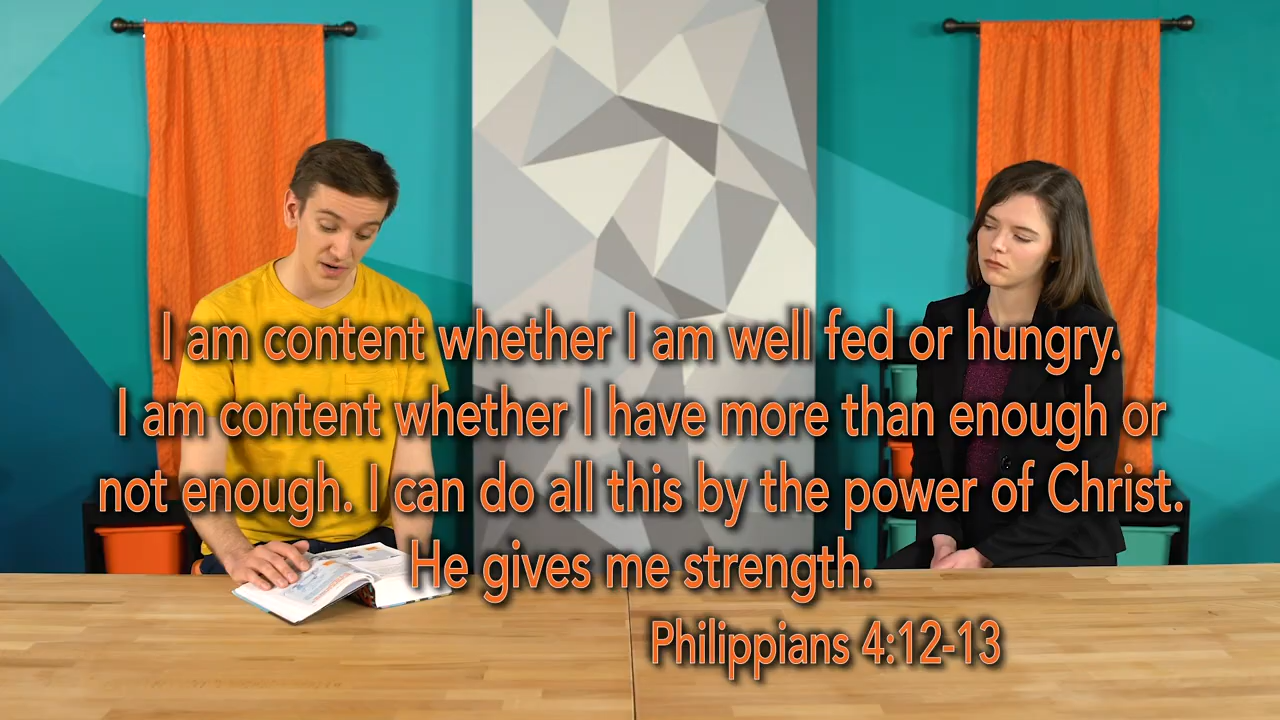 I am content whether I am well fed or hungry.
I am content whether I have more than enough or
not enough. I can do all this by the power of Christ.
He gives me strength.
Philippians 4:12-13